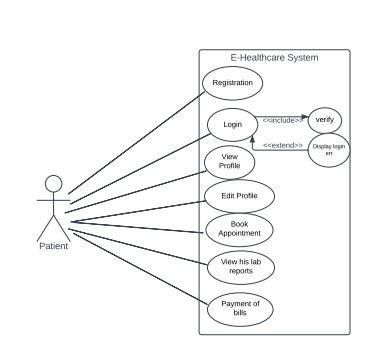 E-Healthcare System
Registration
Login
<<include>>
verify
<<extend>>
Display login
err
View
Profile
Edit Profile
Book
Appointment
View his lab
reports
Payment of
bills
Patient